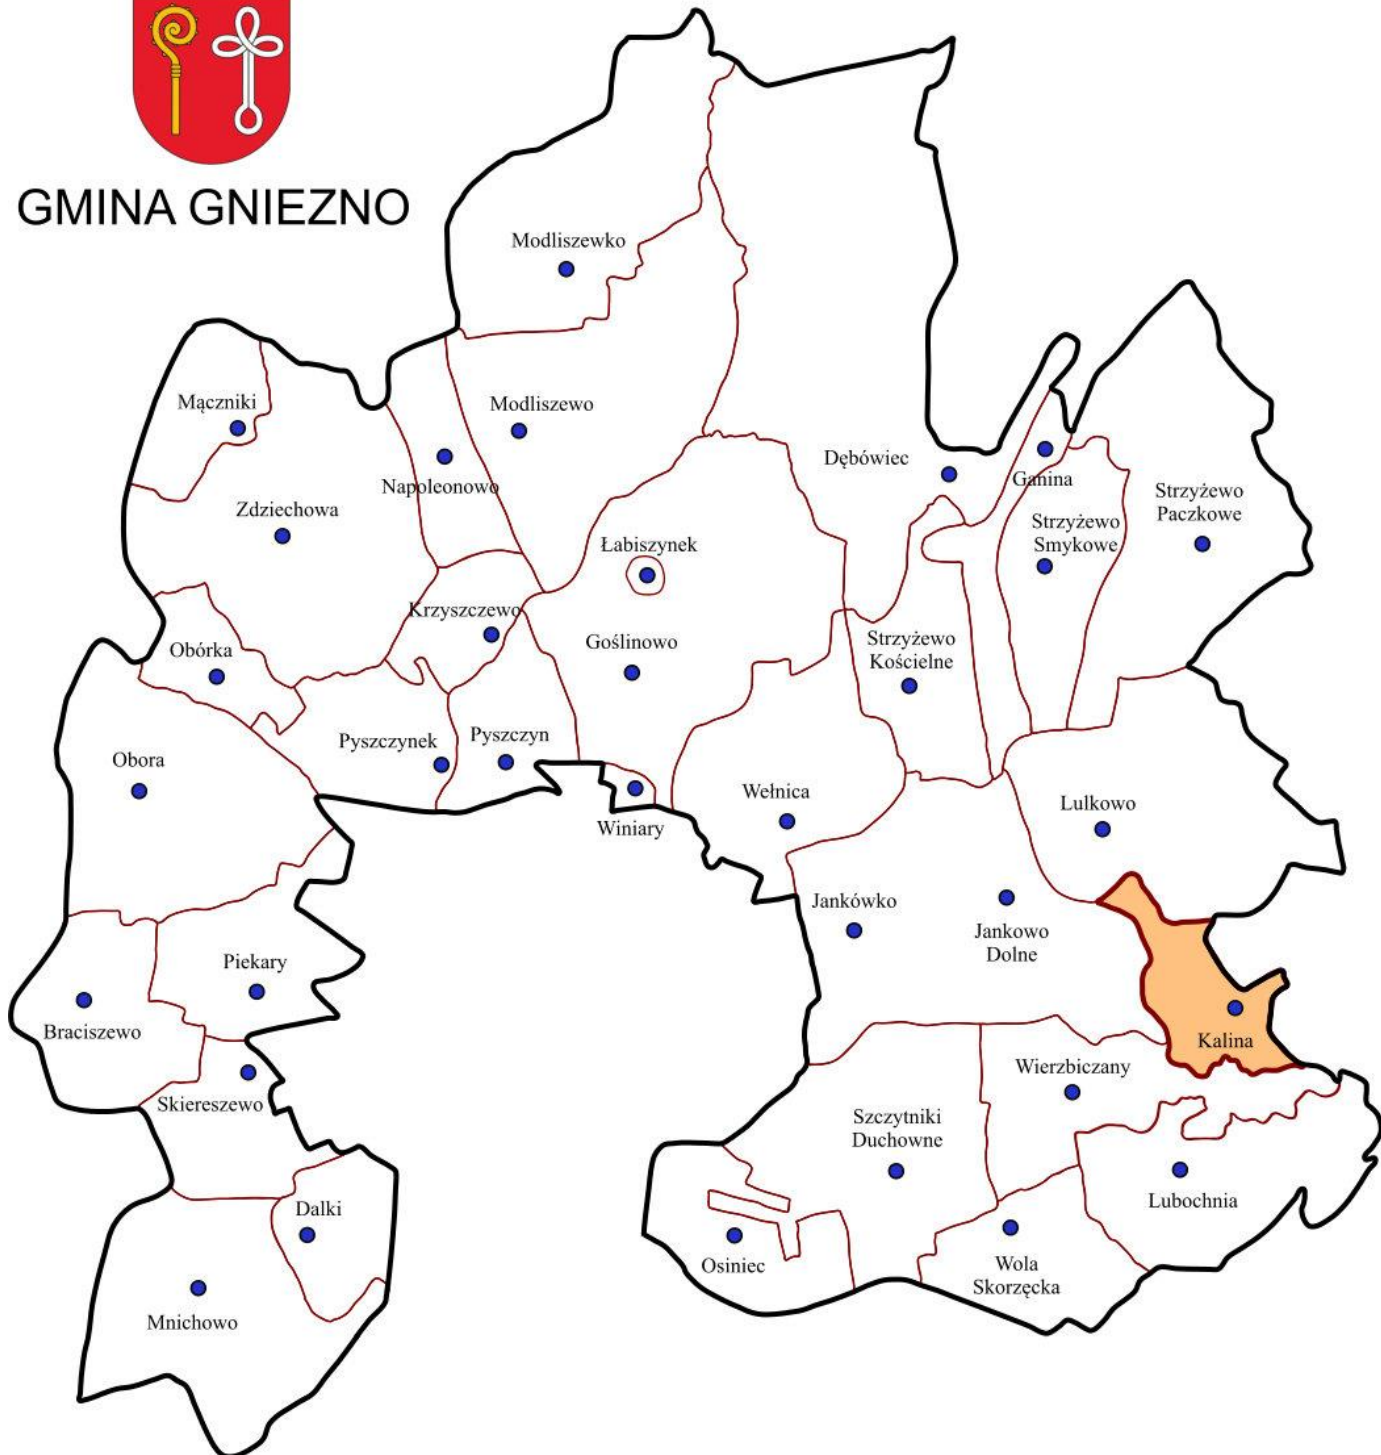 GMINA GNIEZNO
Modliszewko
Mączniki
Modliszewo
Napoleonowo
Dębówiec
Ganina
Strzyżewo
Paczkowe
Zdziechowa
Strzyżewo
Smykowe
Łabiszynek
Krzyszczewo
Obórka
Goślinowo
Strzyżewo
Kościelne
Pyszczynek
Pyszczyn
Obora
Wełnica
Lulkowo
Winiary
Jankówko
Jankowo
Dolne
Piekary
Braciszewo
Kalina
Skiereszewo
Wierzbiczany
Szczytniki
Duchowne
Lubochnia
Dalki
Osiniec
Wola
Skorzęcka
Mnichowo